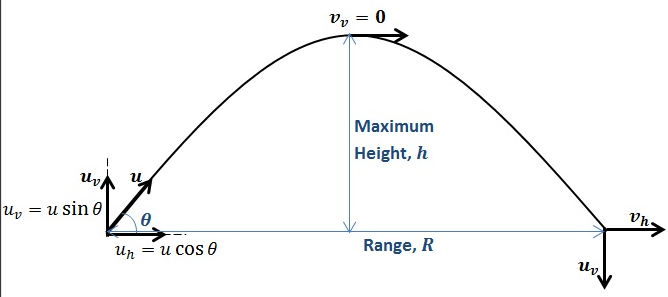 v_v = 0
Maximum
Height, h
u_v
u
u_v = u sin θ
θ
v_h
u_h = u cos θ
Range, R
u_v